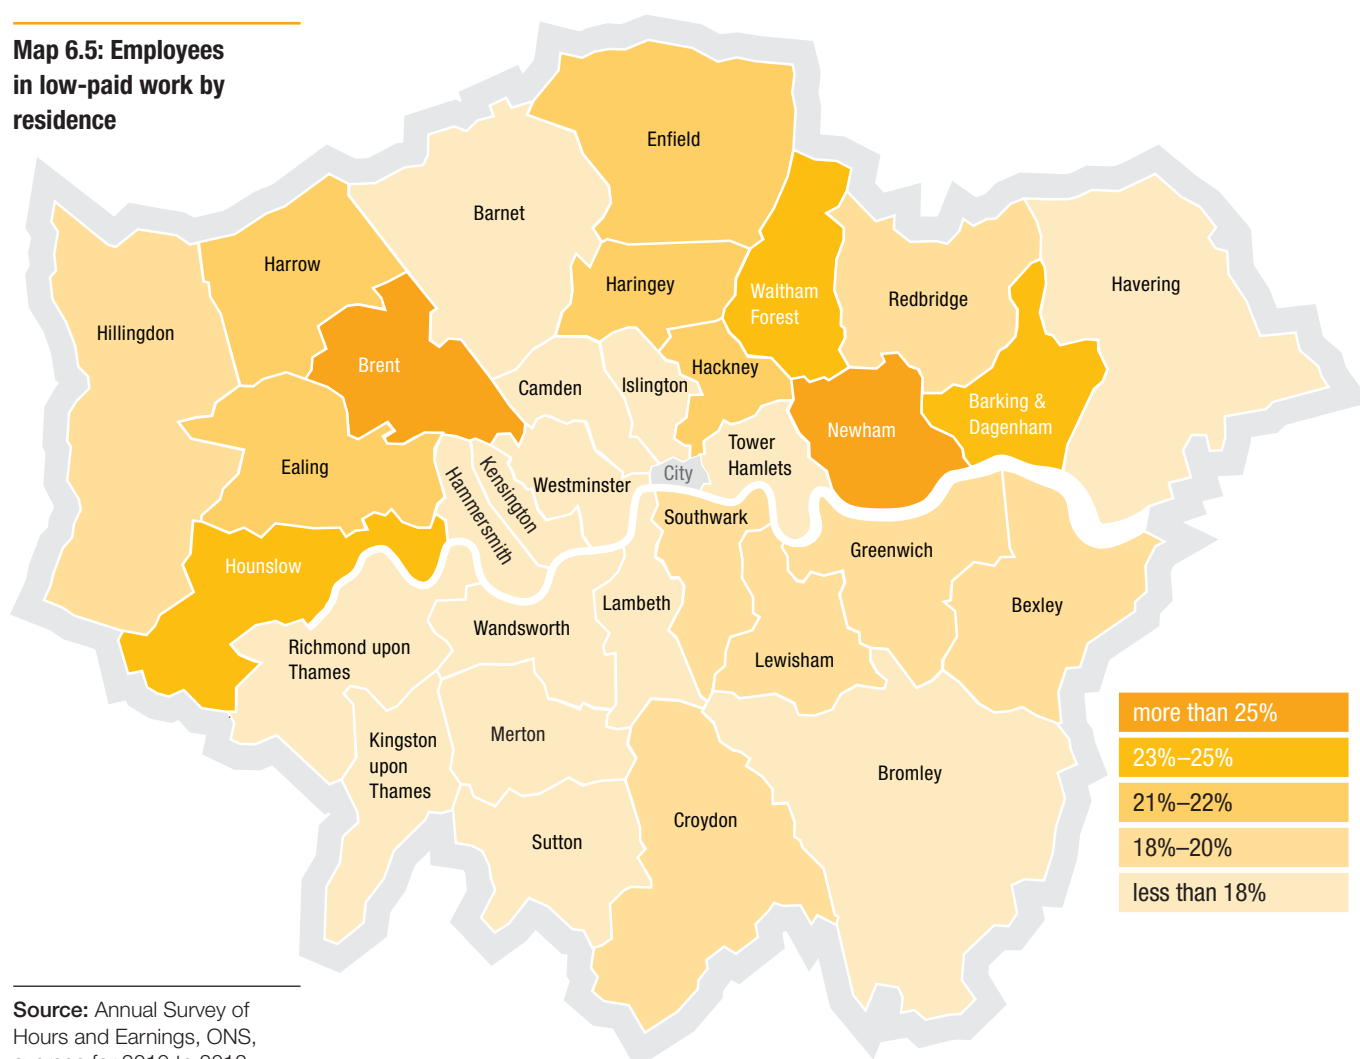 Map 6.5: Employees
in low-paid work by
residence
Enfield
Barnet
Harrow
Haringey
Waltham
Forest
Redbridge
Havering
Hillingdon
Brent
Camden
Islington
Hackney
Barking &
Dagenham
Newham
Tower
Hamlets
Ealing
City
Westminster
Kensington
Hammersmith
Southwark
Greenwich
Hounslow
Lambeth
Bexley
Wandsworth
Richmond upon
Thames
Lewisham
Merton
Kingston
upon
Thames
Bromley
Croydon
Sutton
more than 25%
23%–25%
21%–22%
18%–20%
less than 18%
Source: Annual Survey of
Hours and Earnings, ONS,